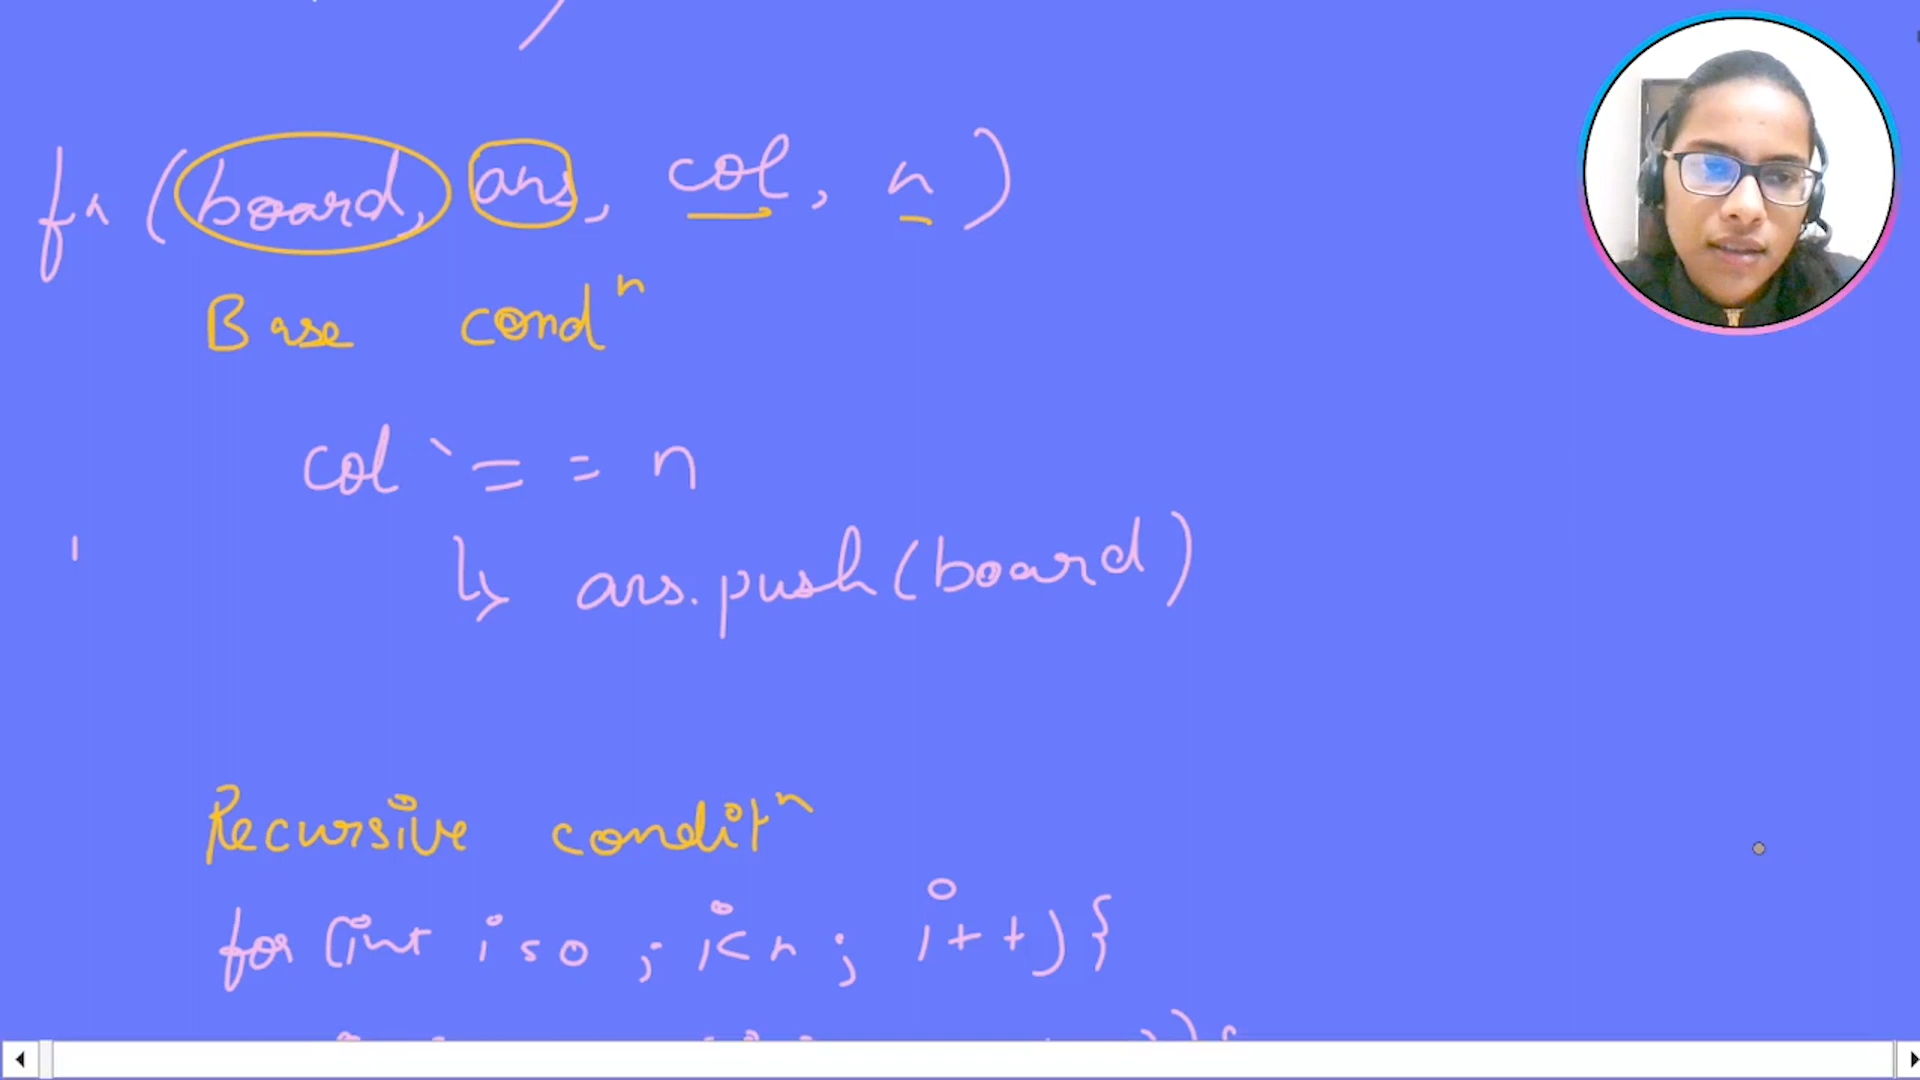 fn (board, ans, col, n)
Base condⁿ
col == n
↳ ans.push(board)
Recursive conditⁿ
for (int i=0 ; i<n ; i++){